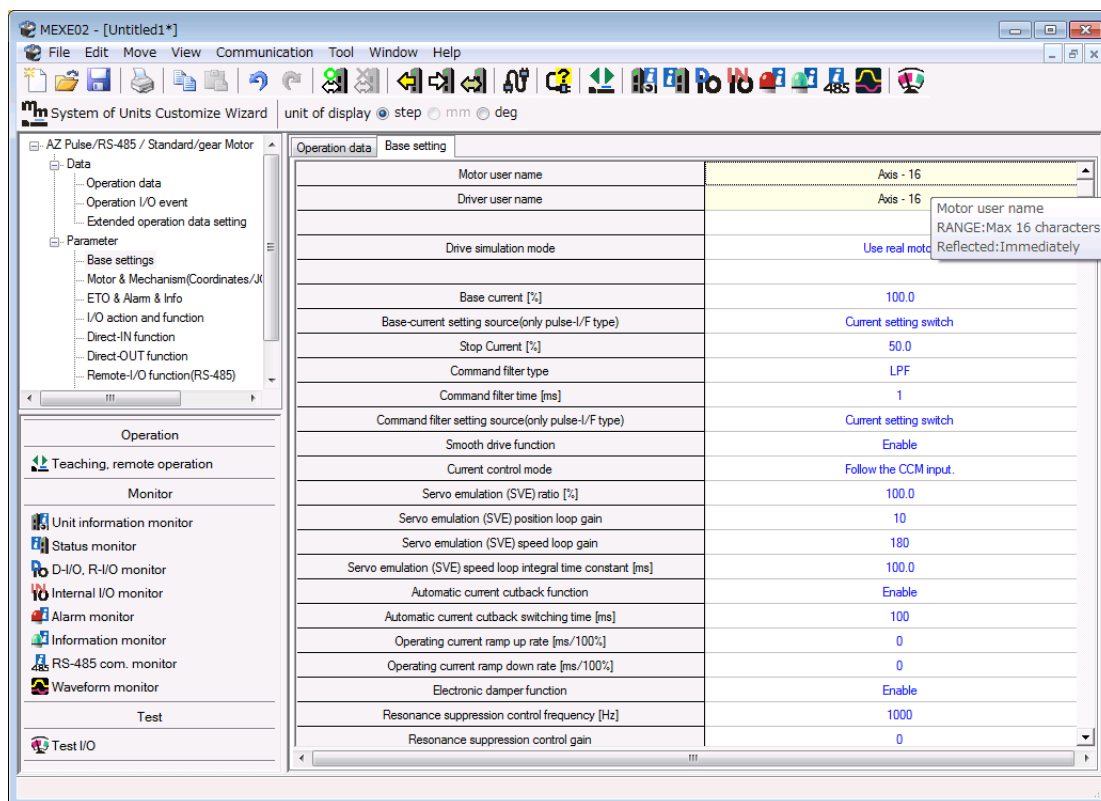 MEXE02 - [Untitled1*]
File Edit Move View Communication Tool Window Help
mm System of Units Customize Wizard unit of display step mm deg
AZ Pulse/RS-485 / Standard/gear Motor
Data
Operation data
Operation I/O event
Extended operation data setting
Parameter
Base settings
Motor & Mechanism(Coordinates/J
ETO & Alarm & Info
I/O action and function
Direct-IN function
Direct-OUT function
Remote-I/O function(RS-485)
Operation
Teaching, remote operation
Monitor
Unit information monitor
Status monitor
D-I/O, R-I/O monitor
Internal I/O monitor
Alarm monitor
Information monitor
RS-485 com. monitor
Waveform monitor
Test
Test I/O
Operation data Base setting
Motor user name Axis - 16
Driver user name Axis - 16
Motor user name
RANGE:Max 16 characters
Reflected:Immediately
Drive simulation mode Use real moto
Base current [%] 100.0
Base-current setting source(only pulse-I/F type) Current setting switch
Stop Current [%] 50.0
Command filter type LPF
Command filter time [ms] 1
Command filter setting source(only pulse-I/F type) Current setting switch
Smooth drive function Enable
Current control mode Follow the CCM input.
Servo emulation (SVE) ratio [%] 100.0
Servo emulation (SVE) position loop gain 10
Servo emulation (SVE) speed loop gain 180
Servo emulation (SVE) speed loop integral time constant [ms] 100.0
Automatic current cutback function Enable
Automatic current cutback switching time [ms] 100
Operating current ramp up rate [ms/100%] 0
Operating current ramp down rate [ms/100%] 0
Electronic damper function Enable
Resonance suppression control frequency [Hz] 1000
Resonance suppression control gain 0